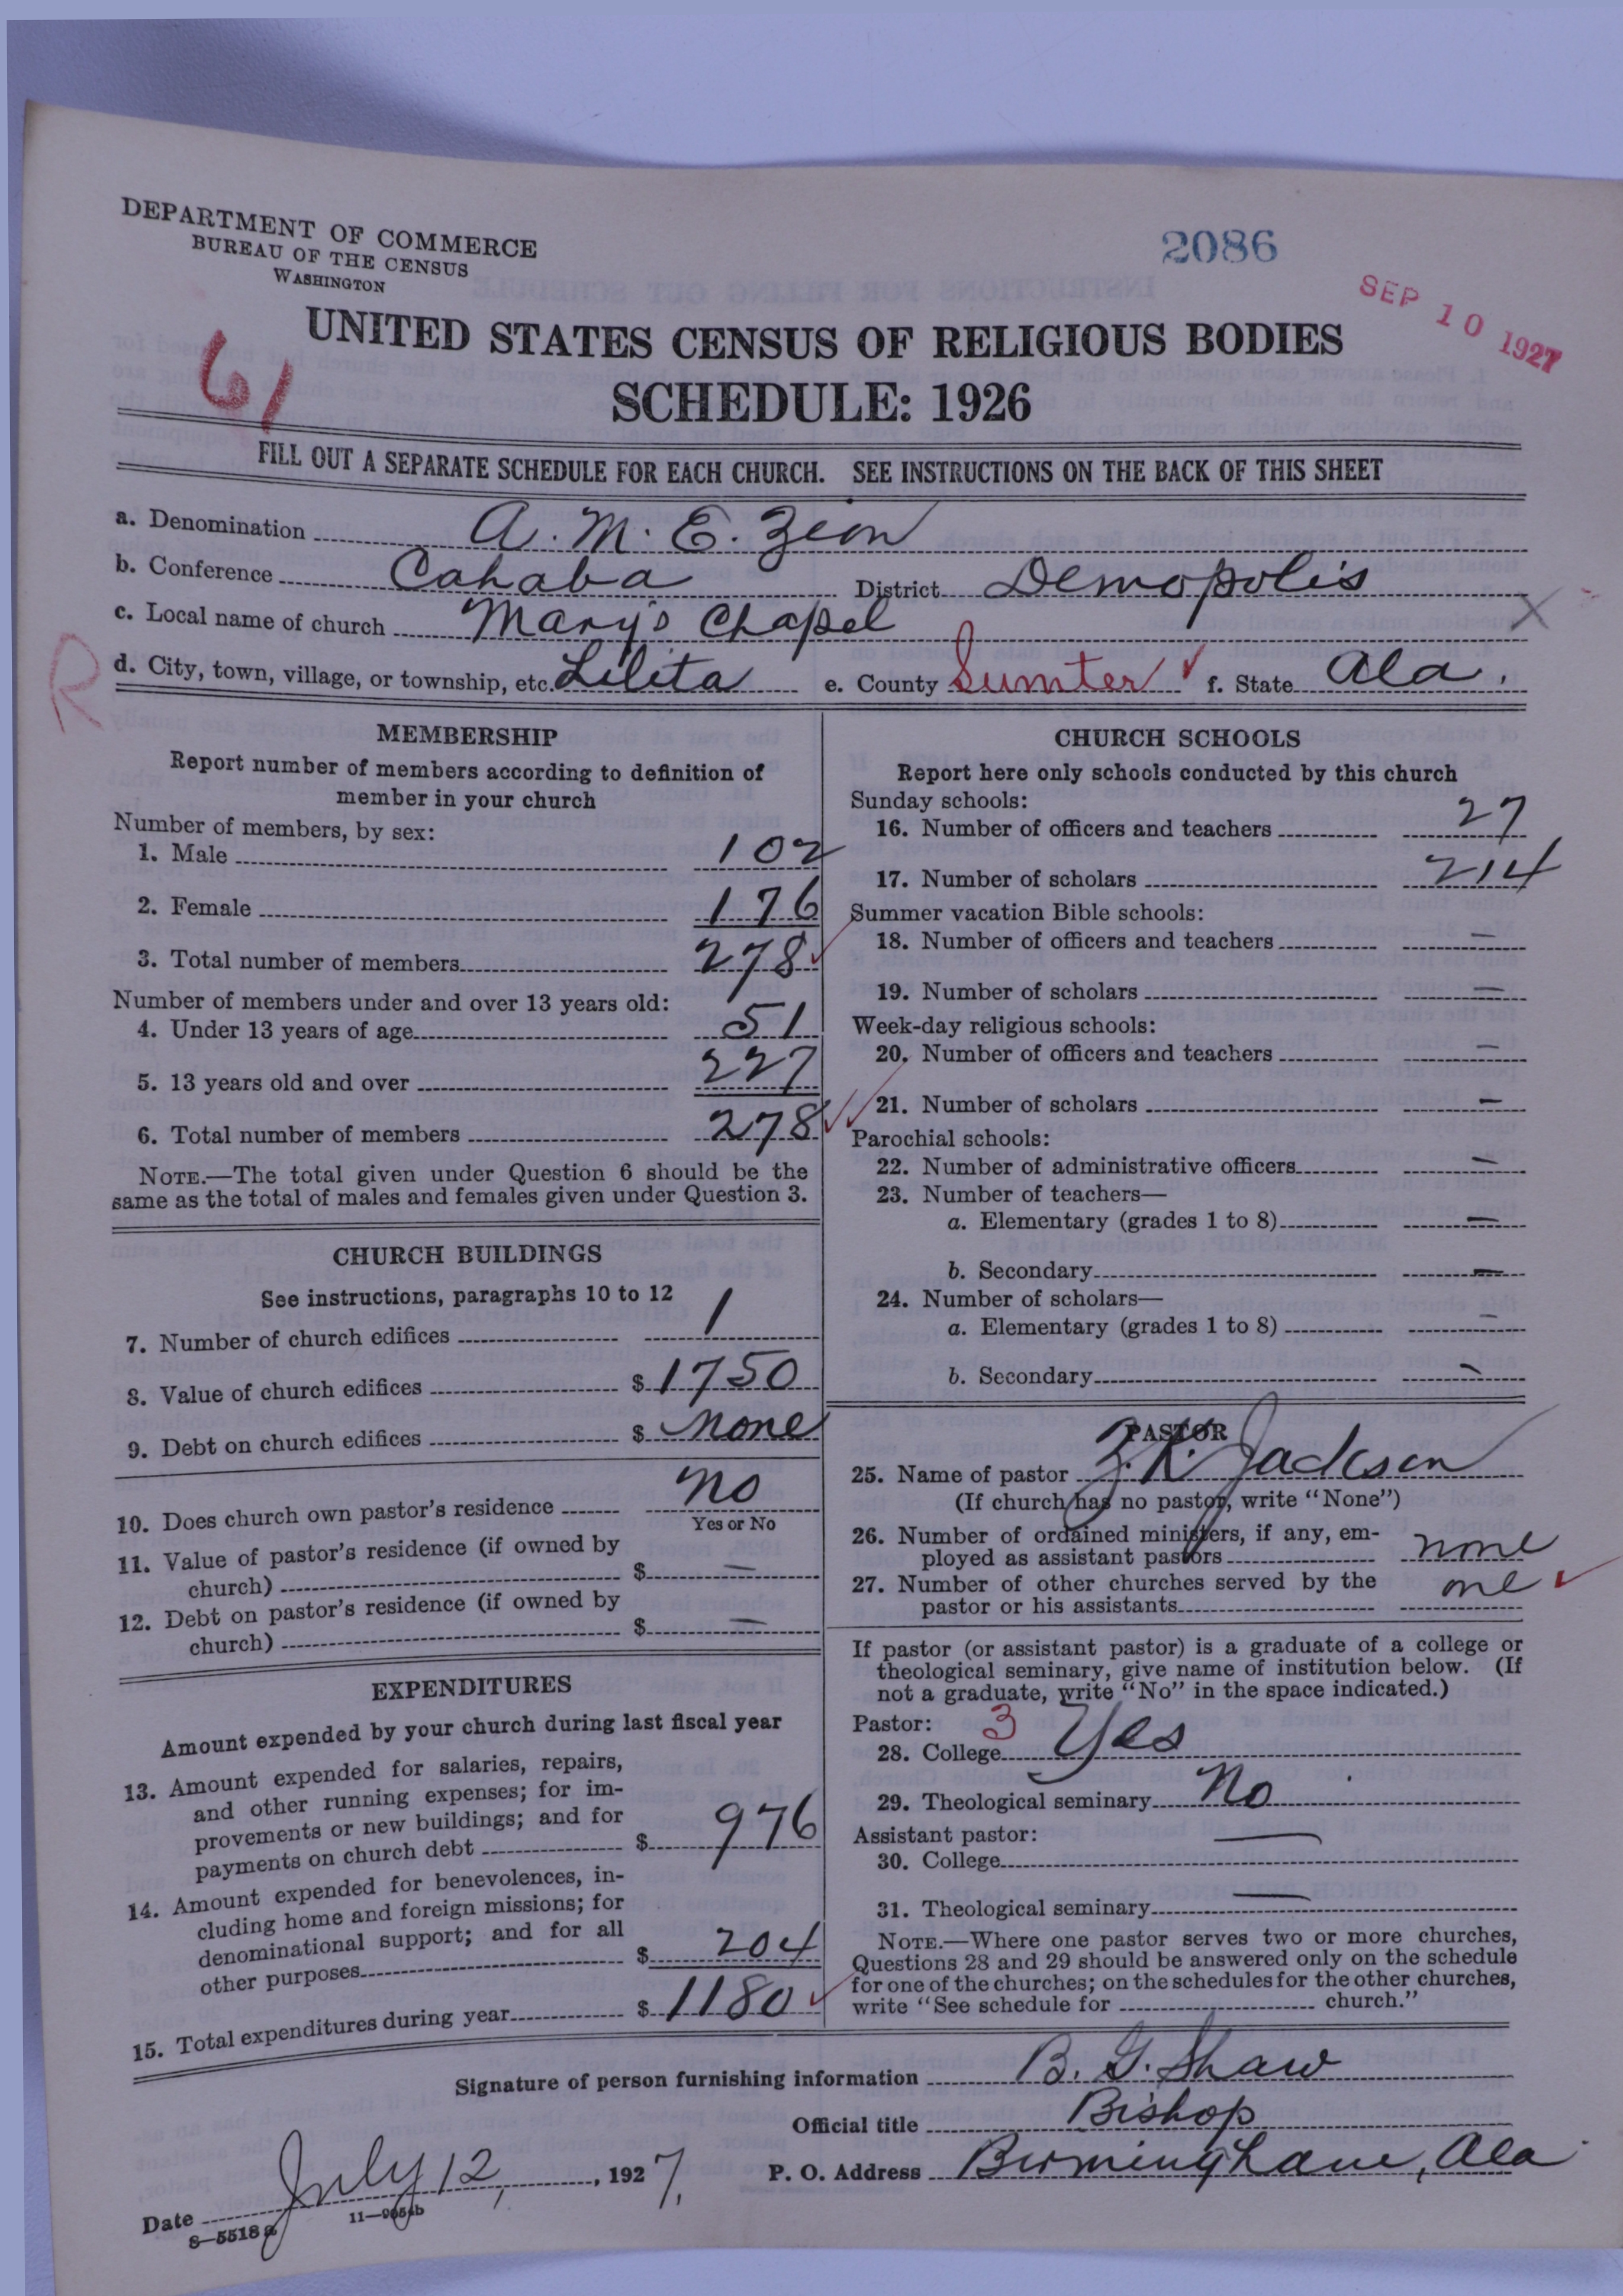 DEPARTMENT OF COMMERCE
BUREAU OF THE CENSUS
WASHINGTON
2086
SEP 10 1927
UNITED STATES CENSUS OF RELIGIOUS BODIES
61
SCHEDULE: 1926
FILL OUT A SEPARATE SCHEDULE FOR EACH CHURCH. SEE INSTRUCTIONS ON THE BACK OF THIS SHEET
a. Denomination A. M. E. Zion
b. Conference Cahaba District Demopolis
c. Local name of church Mary's Chapel X
R
d. City, town, village, or township, etc. Lilita e. County Sumter ✓ f. State Ala.
MEMBERSHIP
Report number of members according to definition of
member in your church
Number of members, by sex:
1. Male 102
2. Female 176
3. Total number of members 278 ✓
Number of members under and over 13 years old:
4. Under 13 years of age 51
5. 13 years old and over 227
6. Total number of members 278 ✓✓
NOTE.—The total given under Question 6 should be the
same as the total of males and females given under Question 3.
CHURCH BUILDINGS
See instructions, paragraphs 10 to 12
7. Number of church edifices 1
8. Value of church edifices $ 1750
9. Debt on church edifices $ none
10. Does church own pastor's residence no
Yes or No
11. Value of pastor's residence (if owned by
church) $ —
12. Debt on pastor's residence (if owned by
church) $ —
EXPENDITURES
Amount expended by your church during last fiscal year
13. Amount expended for salaries, repairs,
and other running expenses; for im-
provements or new buildings; and for
payments on church debt $ 976
14. Amount expended for benevolences, in-
cluding home and foreign missions; for
denominational support; and for all
other purposes $ 204
15. Total expenditures during year $ 1180 ✓
CHURCH SCHOOLS
Report here only schools conducted by this church
Sunday schools:
16. Number of officers and teachers 27
17. Number of scholars 214
Summer vacation Bible schools:
18. Number of officers and teachers —
19. Number of scholars —
Week-day religious schools:
20. Number of officers and teachers —
21. Number of scholars —
Parochial schools:
22. Number of administrative officers —
23. Number of teachers—
a. Elementary (grades 1 to 8) —
b. Secondary —
24. Number of scholars—
a. Elementary (grades 1 to 8) —
b. Secondary —
PASTOR
25. Name of pastor Z. K. Jackson
(If church has no pastor, write "None")
26. Number of ordained ministers, if any, em-
ployed as assistant pastors none
27. Number of other churches served by the
pastor or his assistants one ✓
If pastor (or assistant pastor) is a graduate of a college or
theological seminary, give name of institution below. (If
not a graduate, write "No" in the space indicated.)
Pastor: 3
28. College Yes
29. Theological seminary No
Assistant pastor:
30. College —
31. Theological seminary —
NOTE.—Where one pastor serves two or more churches,
Questions 28 and 29 should be answered only on the schedule
for one of the churches; on the schedules for the other churches,
write "See schedule for church."
Signature of person furnishing information B. G. Shaw
Official title Bishop
Date July 12, 1927. P. O. Address Birmingham, Ala
8—5518a 11—9054b